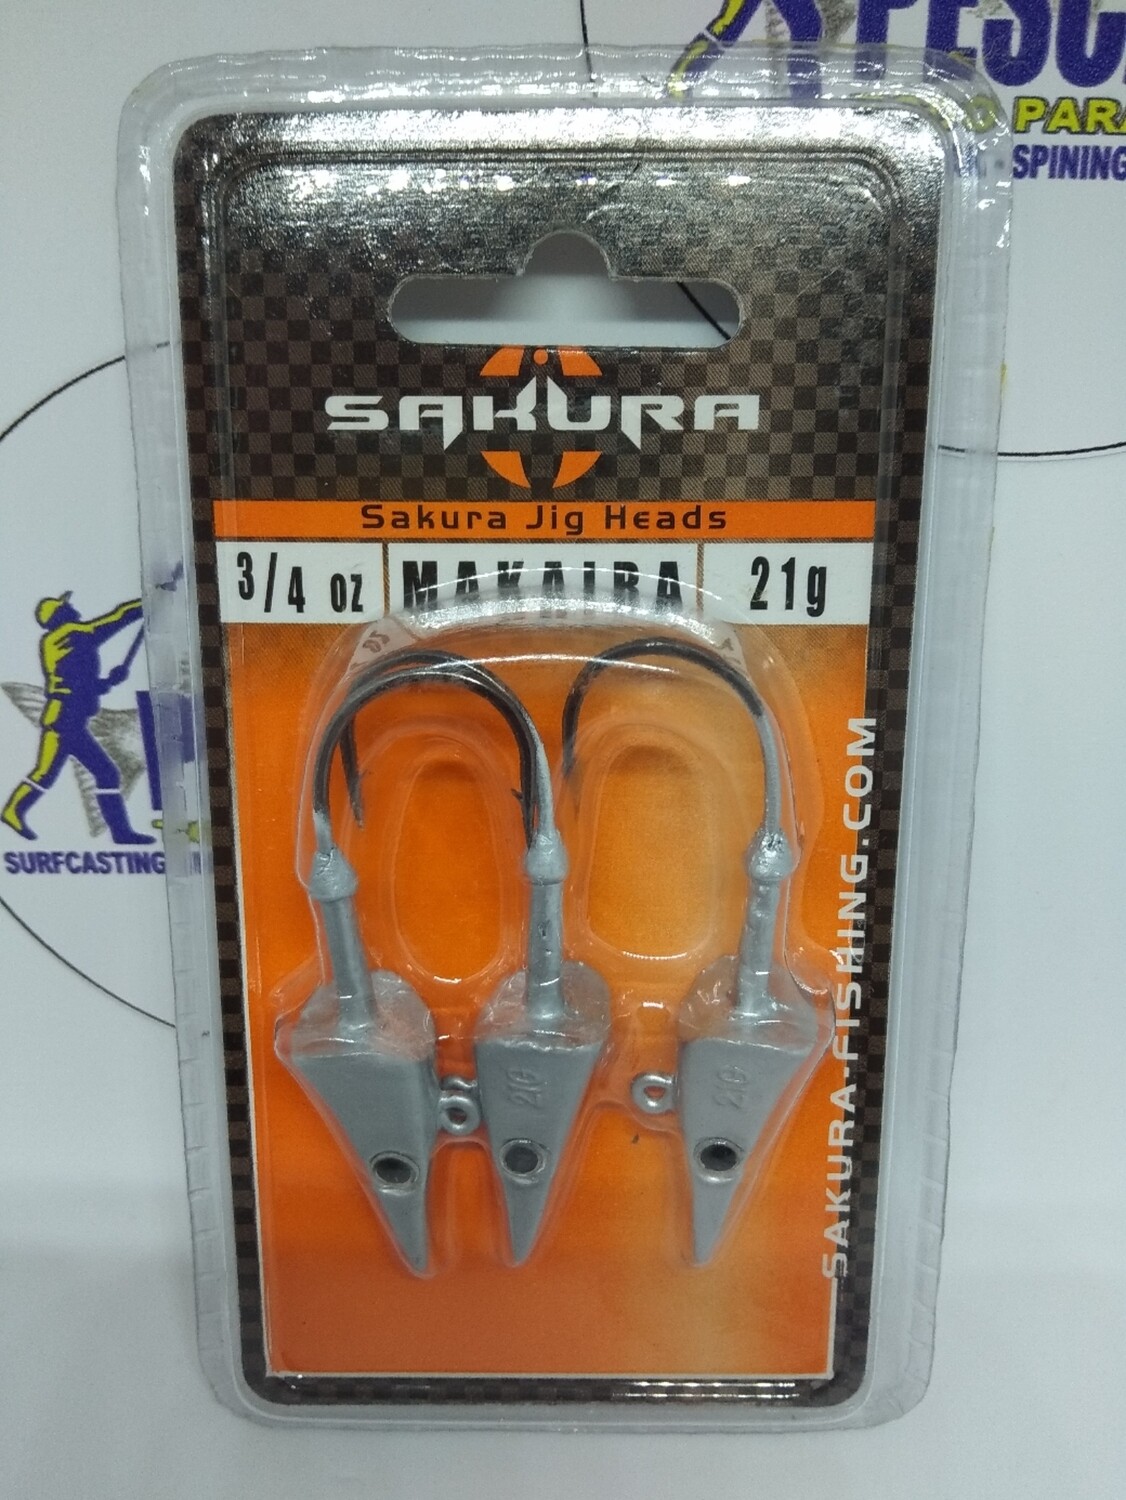 PESC
O PARA
- SPINING
SAKURA
Sakura Jig Heads
3/4 oz
MAKAIRA
21g
SAKURA-FISHING.COM
SURFCASTING
21G
21G